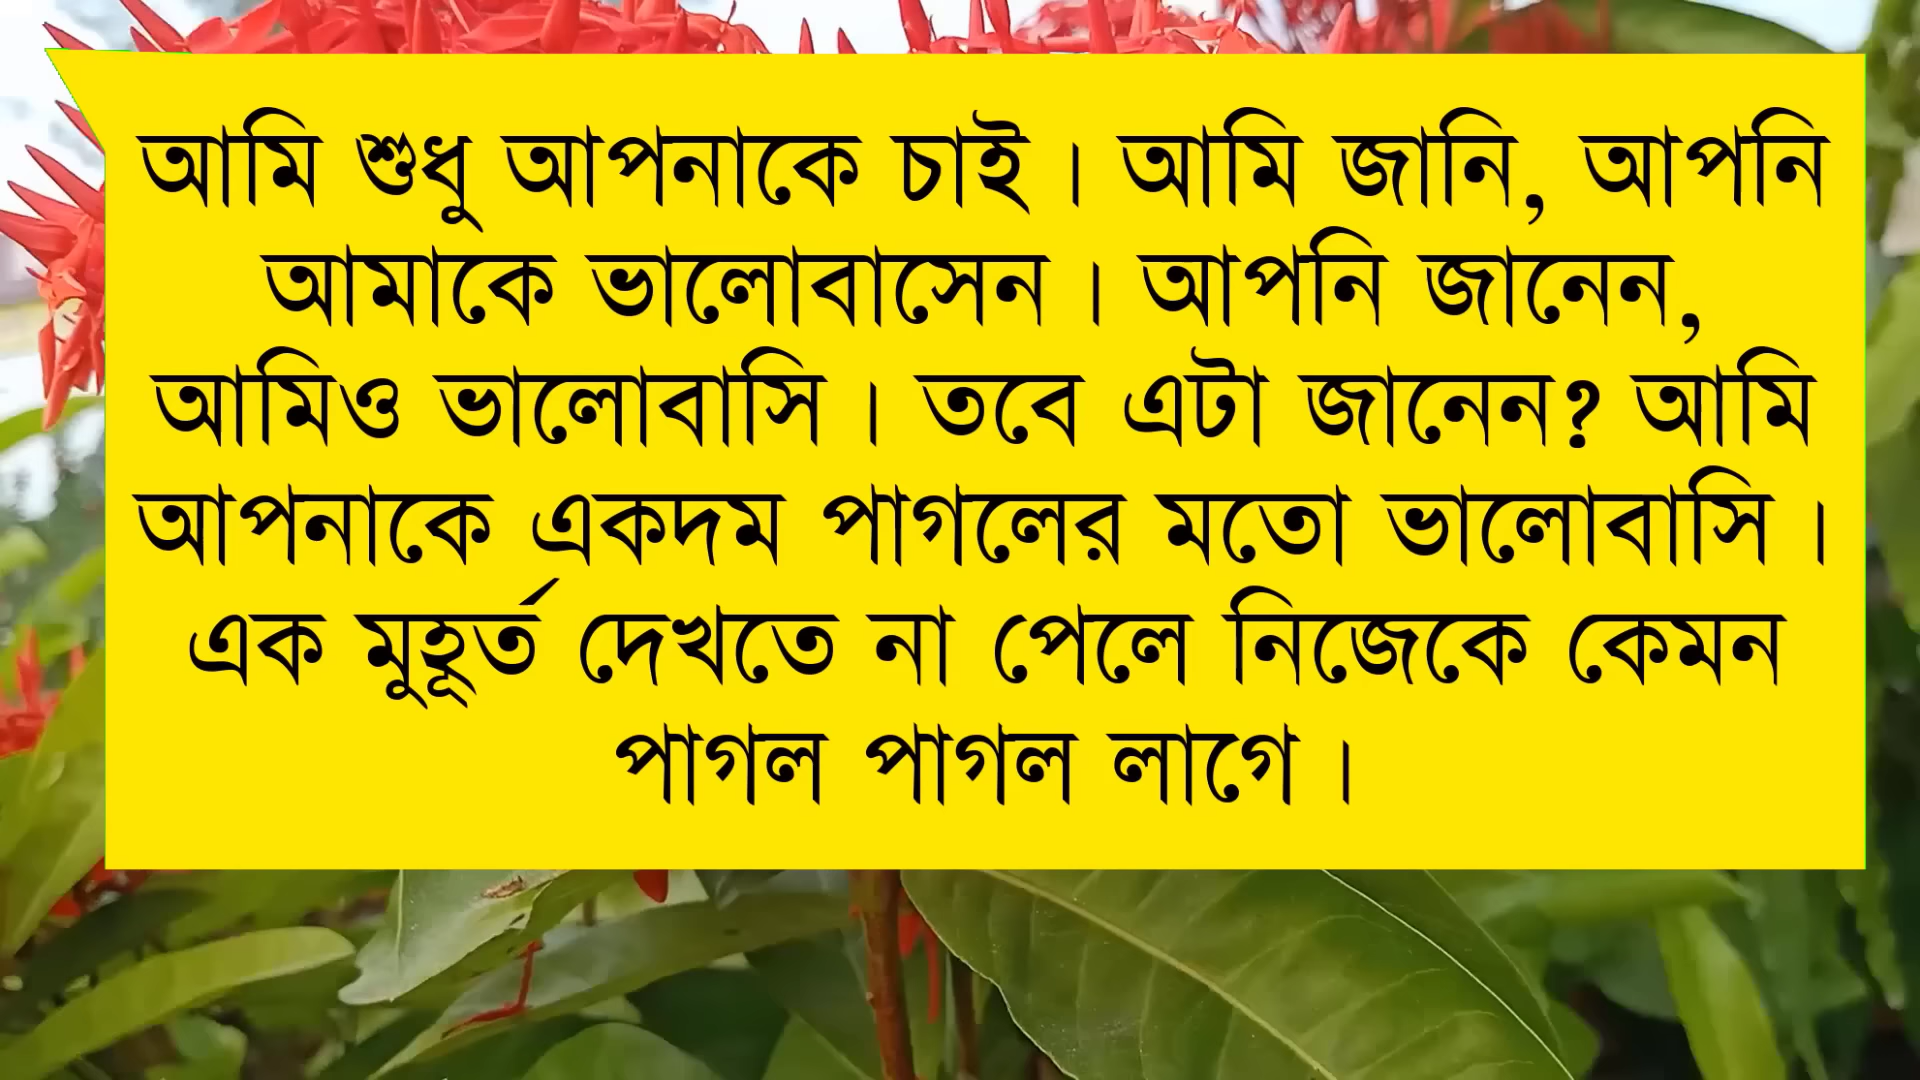 আমি শুধু আপনাকে চাই। আমি জানি, আপনি
আমাকে ভালোবাসেন। আপনি জানেন,
আমিও ভালোবাসি। তবে এটা জানেন? আমি
আপনাকে একদম পাগলের মতো ভালোবাসি।
এক মুহূর্ত দেখতে না পেলে নিজেকে কেমন
পাগল পাগল লাগে।